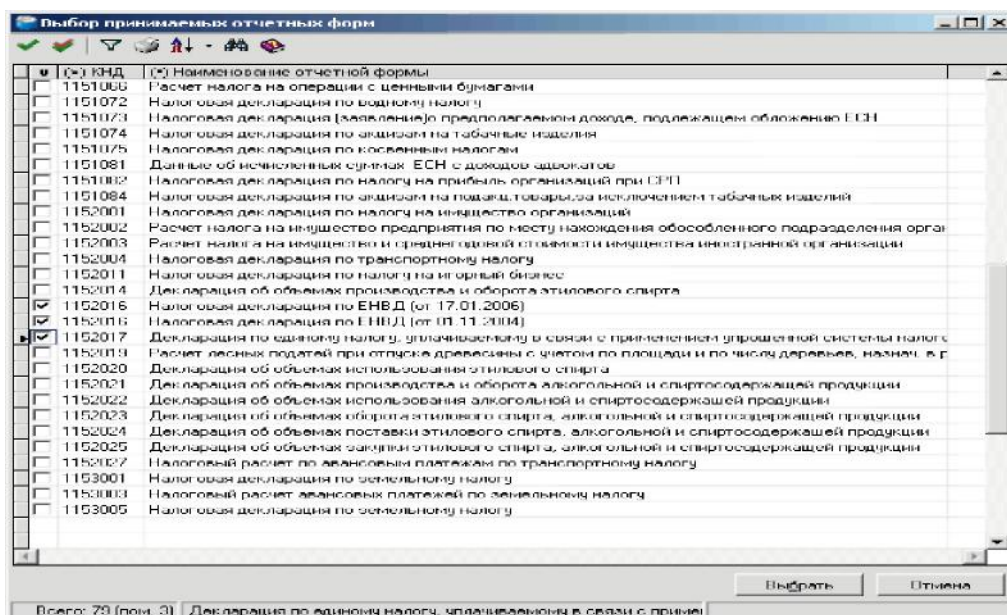 Выбор принимаемых отчетных форм
(=) КНД (*) Наименование отчетной формы
1151066 Расчет налога на операции с ценными бумагами
1151072 Налоговая декларация по водному налогу
1151073 Налоговая декларация (заявление)о предполагаемом доходе, подлежащем обложению ЕСН
1151074 Налоговая декларация по акцизам на табачные изделия
1151075 Налоговая декларация по косвенным налогам
1151081 Данные об исчисленных суммах ЕСН с доходов адвокатов
1151082 Налоговая декларация по налогу на прибыль организаций при СРП
1151084 Налоговая декларация по акцизам на подакц.товары,за исключением табачных изделий
1152001 Налоговая декларация по налогу на имущество организаций
1152002 Расчет налога на имущество предприятия по месту нахождения обособленного подразделения орган
1152003 Расчет налога на имущество и среднегодовой стоимости имущества иностранной организации
1152004 Налоговая декларация по транспортному налогу
1152011 Налоговая декларация по налогу на игорный бизнес
1152014 Декларация об объемах производства и оборота этилового спирта
1152016 Налоговая декларация по ЕНВД (от 17.01.2006)
1152016 Налоговая декларация по ЕНВД (от 01.11.2004)
1152017 Декларация по единому налогу, уплачиваемому в связи с применением упрощенной системы налого
1152019 Расчет лесных податей при отпуске древесины с учетом по площади и по числу деревьев, назнач. в р
1152020 Декларация об объемах использования этилового спирта
1152021 Декларация об объемах производства и оборота алкогольной и спиртосодержащей продукции
1152022 Декларация об объемах использования алкогольной и спиртосодержащей продукции
1152023 Декларация об объемах оборота этилового спирта, алкогольной и спиртосодержащей продукции
1152024 Декларация об объемах поставки этилового спирта, алкогольной и спиртосодержащей продукции
1152025 Декларация об объемах закупки этилового спирта, алкогольной и спиртосодержащей продукции
1152027 Налоговый расчет по авансовым платежам по транспортному налогу
1153001 Налоговая декларация по земельному налогу
1153003 Налоговый расчет авансовых платежей по земельному налогу
1153005 Налоговая декларация по земельному налогу
Выбрать Отмена
Всего: 79 (пом. 3) Декларация по единому налогу, уплачиваемому в связи с примен